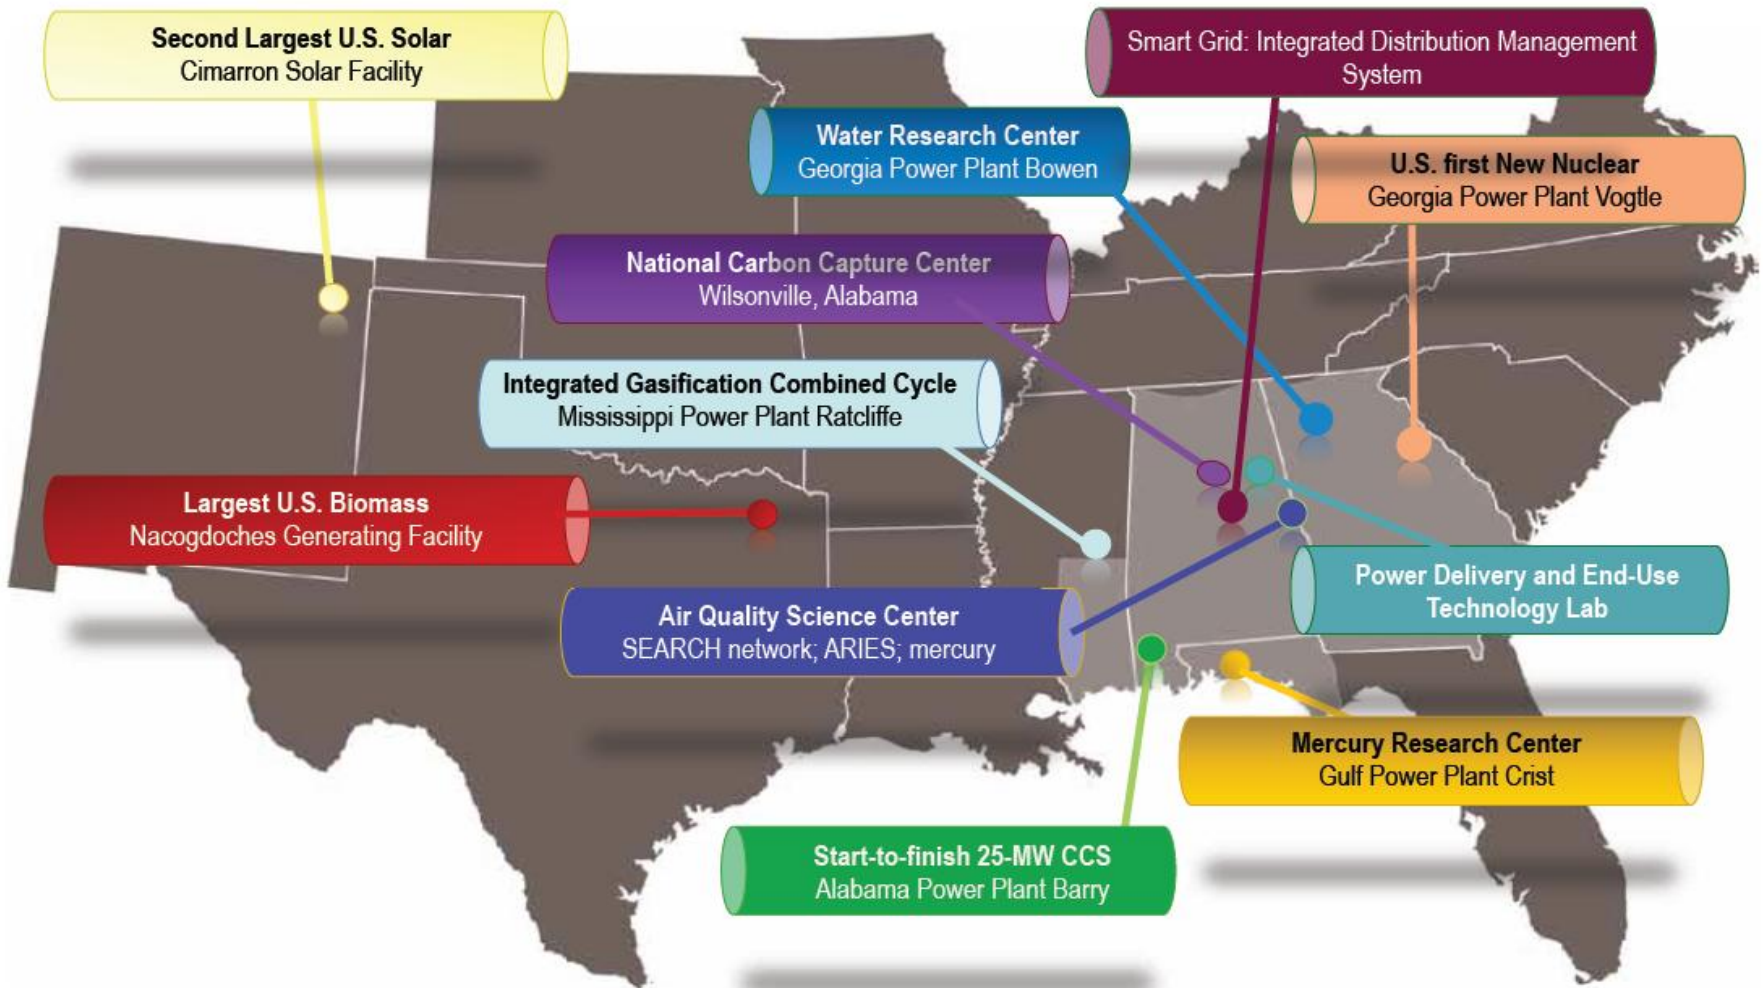 Second Largest U.S. Solar
Cimarron Solar Facility
Smart Grid: Integrated Distribution Management
System
Water Research Center
Georgia Power Plant Bowen
U.S. first New Nuclear
Georgia Power Plant Vogtle
National Carbon Capture Center
Wilsonville, Alabama
Integrated Gasification Combined Cycle
Mississippi Power Plant Ratcliffe
Largest U.S. Biomass
Nacogdoches Generating Facility
Power Delivery and End-Use
Technology Lab
Air Quality Science Center
SEARCH network; ARIES; mercury
Mercury Research Center
Gulf Power Plant Crist
Start-to-finish 25-MW CCS
Alabama Power Plant Barry